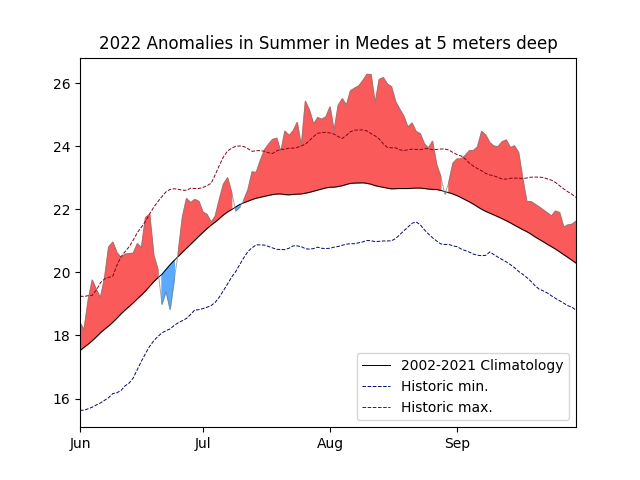 2022 Anomalies in Summer in Medes at 5 meters deep
26
24
22
20
18
16
Jun
Jul
Aug
Sep
2002-2021 Climatology
Historic min.
Historic max.